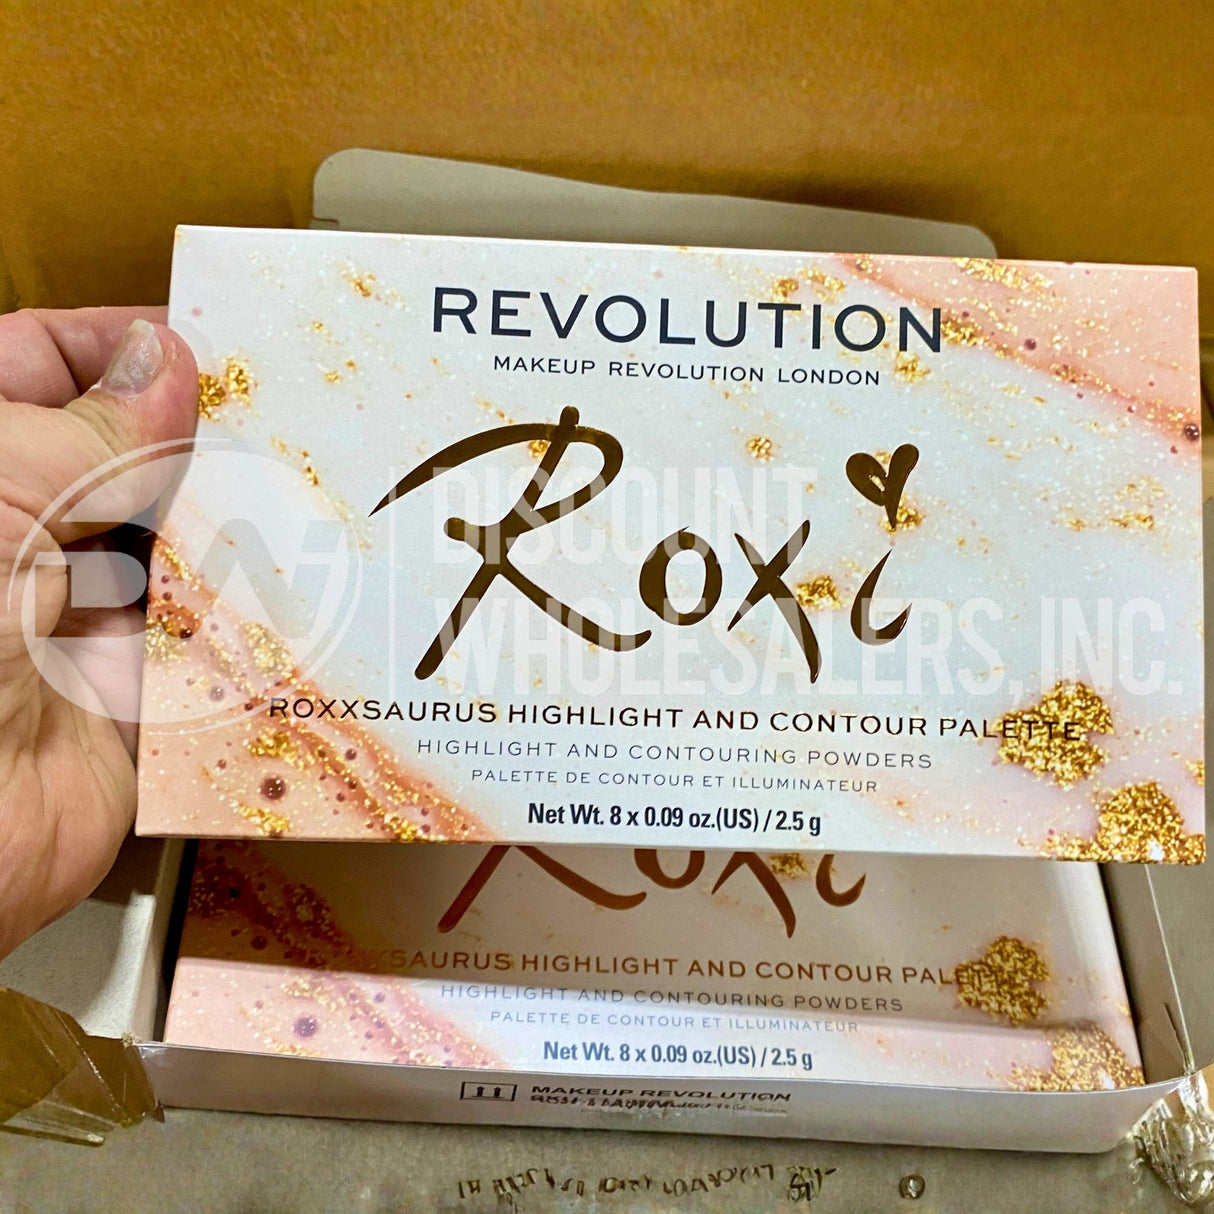 REVOLUTION
MAKEUP REVOLUTION LONDON
Roxi
DISCOUNT
WHOLESALERS, INC.
ROXXSAURUS HIGHLIGHT AND CONTOUR PALETTE
HIGHLIGHT AND CONTOURING POWDERS
PALETTE DE CONTOUR ET ILLUMINATEUR
Net Wt. 8 x 0.09 oz.(US) / 2.5 g
Roxi
ROXXSAURUS HIGHLIGHT AND CONTOUR PALETTE
HIGHLIGHT AND CONTOURING POWDERS
PALETTE DE CONTOUR ET ILLUMINATEUR
Net Wt. 8 x 0.09 oz.(US) / 2.5 g
MAKEUP REVOLUTION